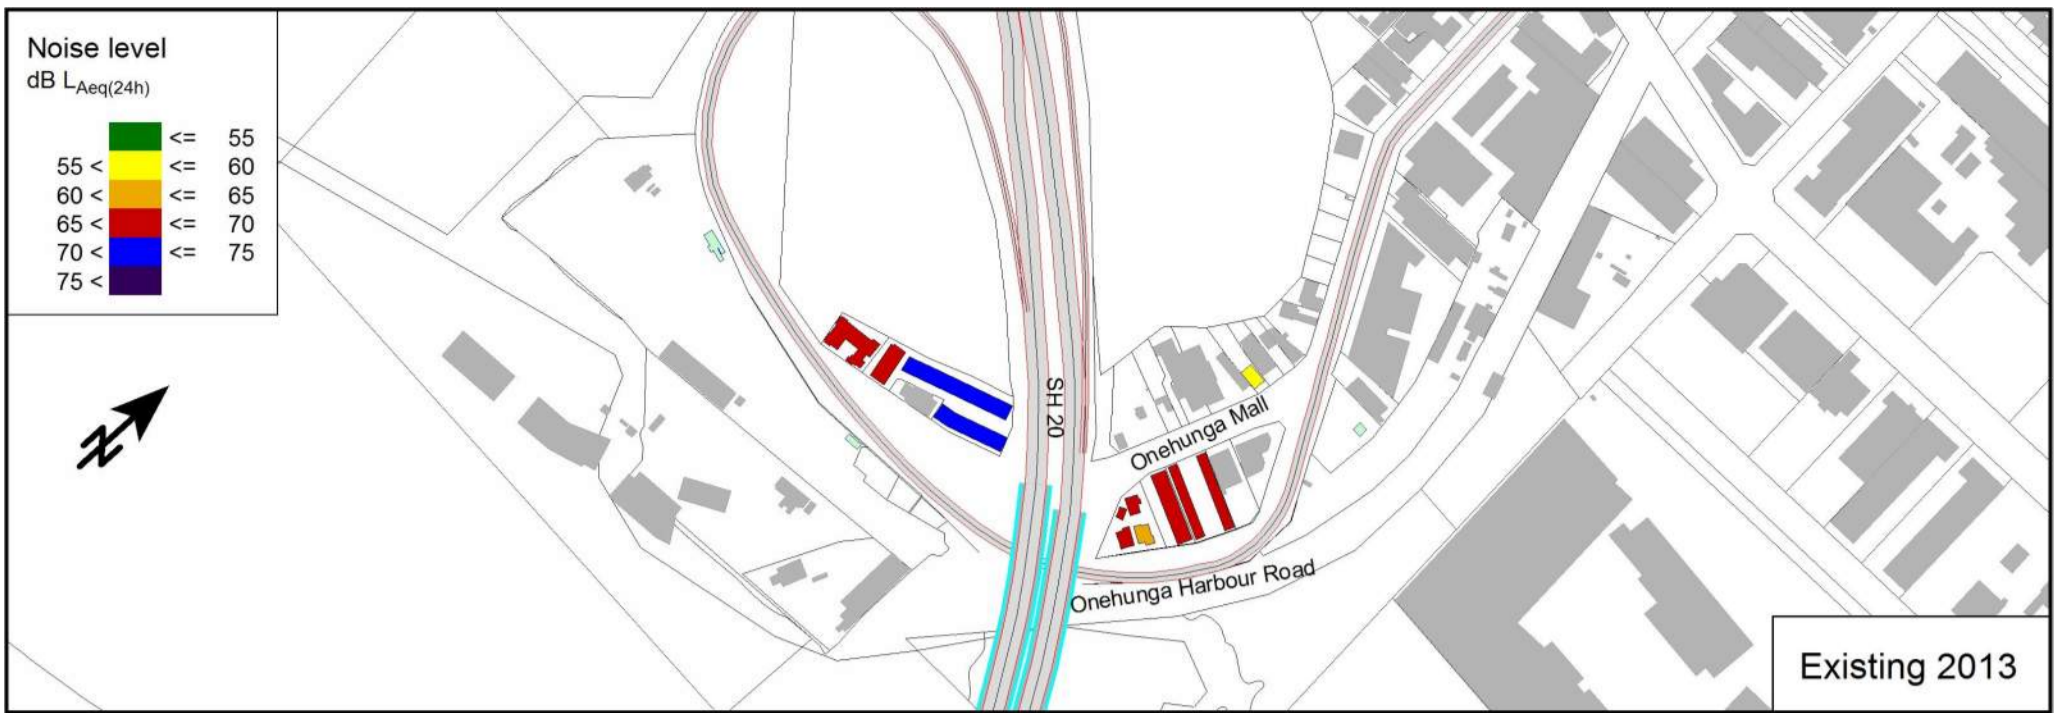 Noise level
dB LAeq(24h)
<= 55
55 < <= 60
60 < <= 65
65 < <= 70
70 < <= 75
75 <
N
SH 20
Onehunga Mall
Onehunga Harbour Road
Existing 2013